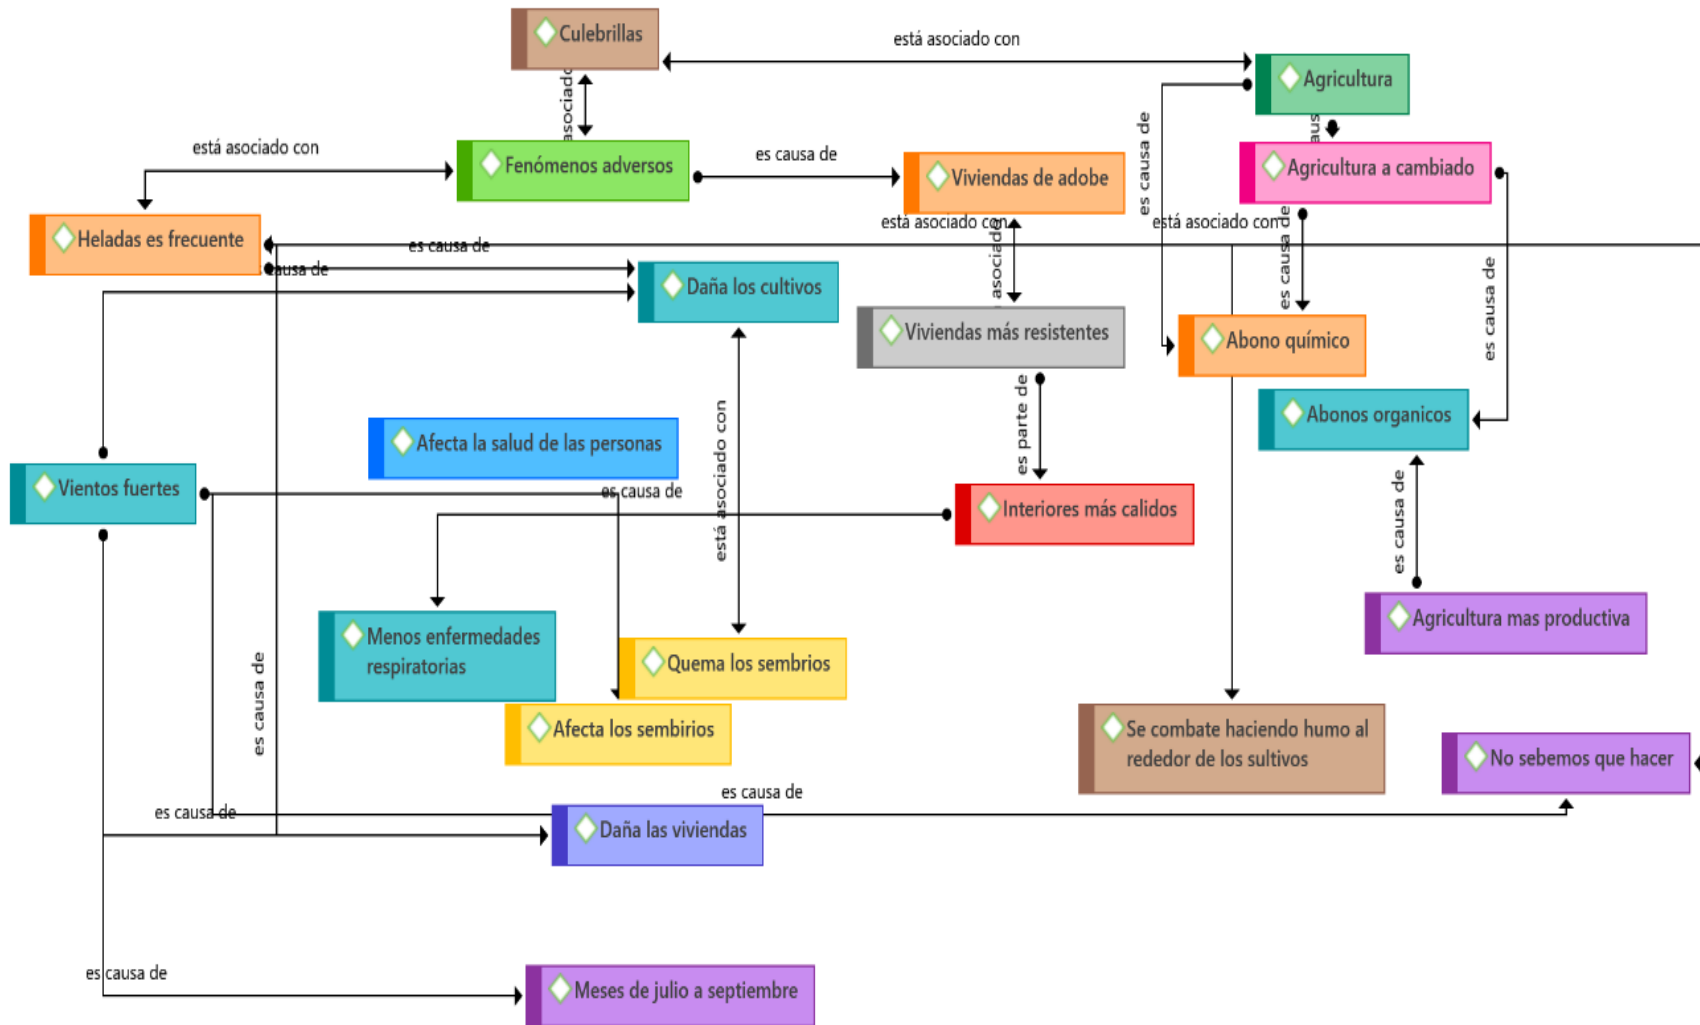 Culebrillas
está asociado con
Agricultura
asociado
es causa de
está asociado con
Fenómenos adversos
es causa de
Viviendas de adobe
Agricultura a cambiado
Heladas es frecuente
es causa de
causa de
está asociado con
asociado
está asociado con
es causa de
es causa de
Daña los cultivos
Viviendas más resistentes
Abono químico
Abonos organicos
Afecta la salud de las personas
está asociado con
es parte de
Vientos fuertes
es causa de
Interiores más calidos
es causa de
Menos enfermedades
respiratorias
Quema los sembrios
Agricultura mas productiva
es causa de
Afecta los sembirios
Se combate haciendo humo al
rededor de los sultivos
No sebemos que hacer
es causa de
es causa de
Daña las viviendas
es causa de
Meses de julio a septiembre